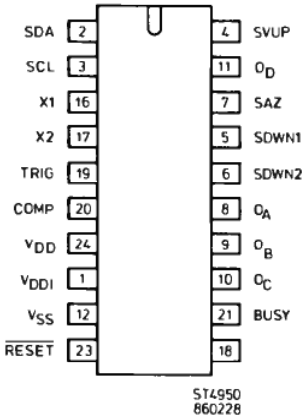 SDA 2 4 SVUP
SCL 3 11 OD
X1 16 7 SAZ
X2 17 5 SDWN1
TRIG 19 6 SDWN2
COMP 20 8 OA
VDD 24 9 OB
VDDI 1 10 OC
VSS 12 21 BUSY
RESET 23 18
ST4950
860228